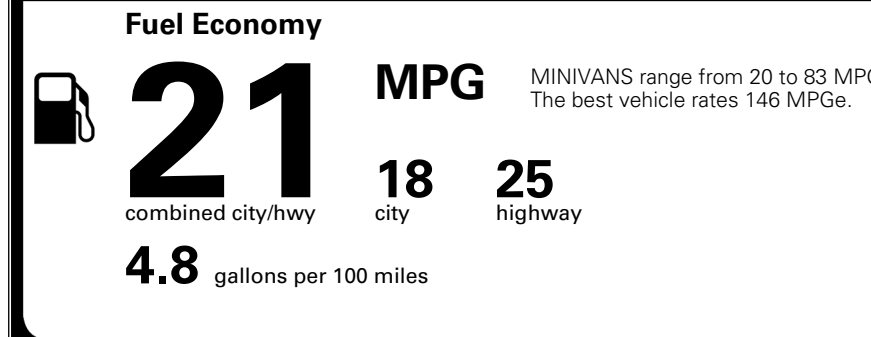 Fuel Economy
21 MPG
MINIVANS range from 20 to 83 MPG
The best vehicle rates 146 MPGe.
18 25
combined city/hwy city highway
4.8 gallons per 100 miles